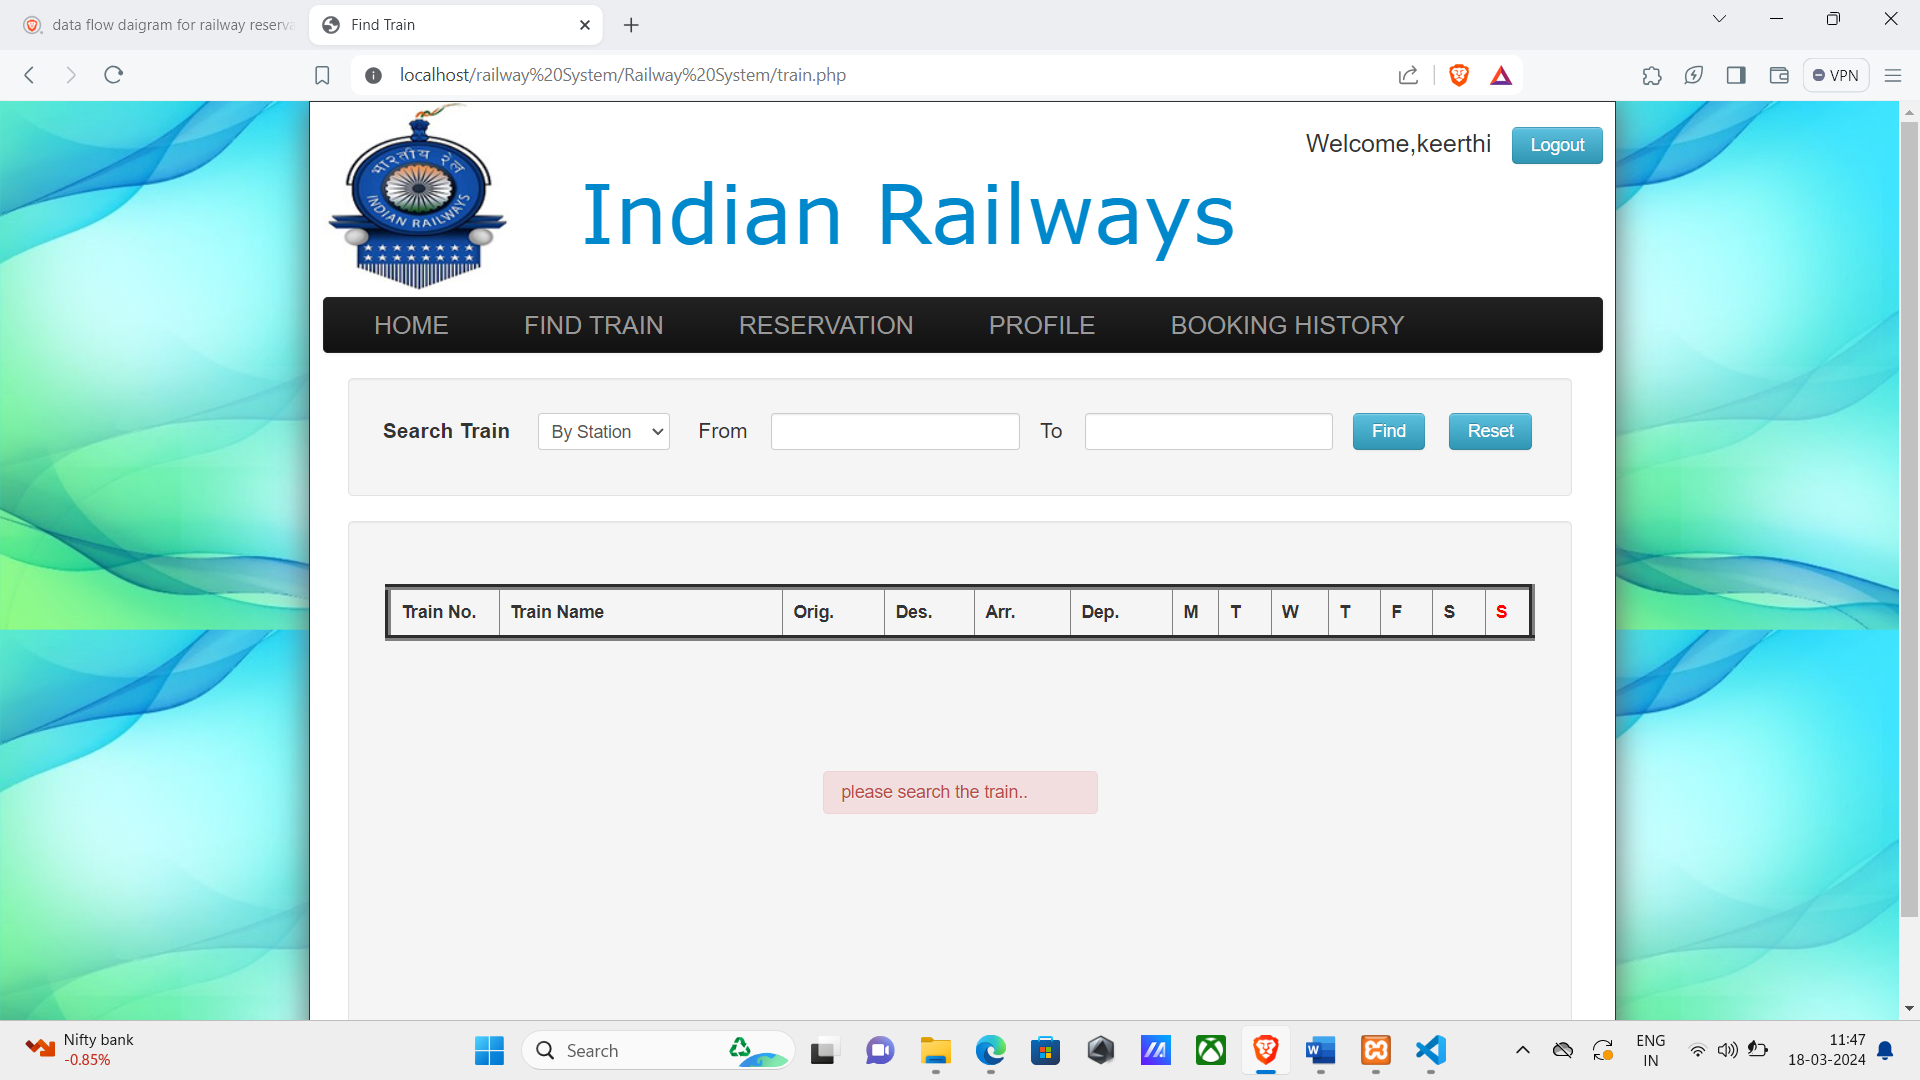 data flow daigram for railway reserva
Find Train
localhost/railway%20System/Railway%20System/train.php
VPN
भारतीय रेल
INDIAN RAILWAYS
Welcome,keerthi
Logout
Indian Railways
HOME FIND TRAIN RESERVATION PROFILE BOOKING HISTORY
Search Train By Station From To Find Reset
Train No. Train Name Orig. Des. Arr. Dep. M T W T F S S
please search the train..
Nifty bank
-0.85%
Search
ENG
IN
11:47
18-03-2024